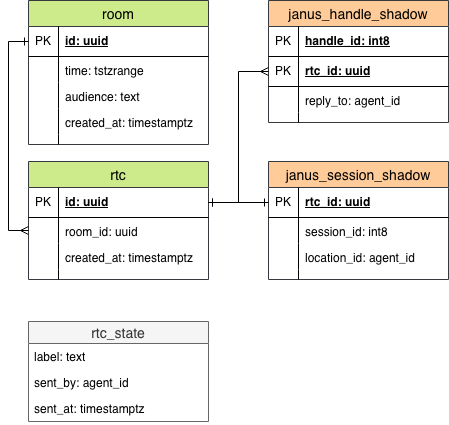 room
PK id: uuid
time: tstzrange
audience: text
created_at: timestamptz
janus_handle_shadow
PK handle_id: int8
PK rtc_id: uuid
reply_to: agent_id
rtc
PK id: uuid
room_id: uuid
created_at: timestamptz
janus_session_shadow
PK rtc_id: uuid
session_id: int8
location_id: agent_id
rtc_state
label: text
sent_by: agent_id
sent_at: timestamptz